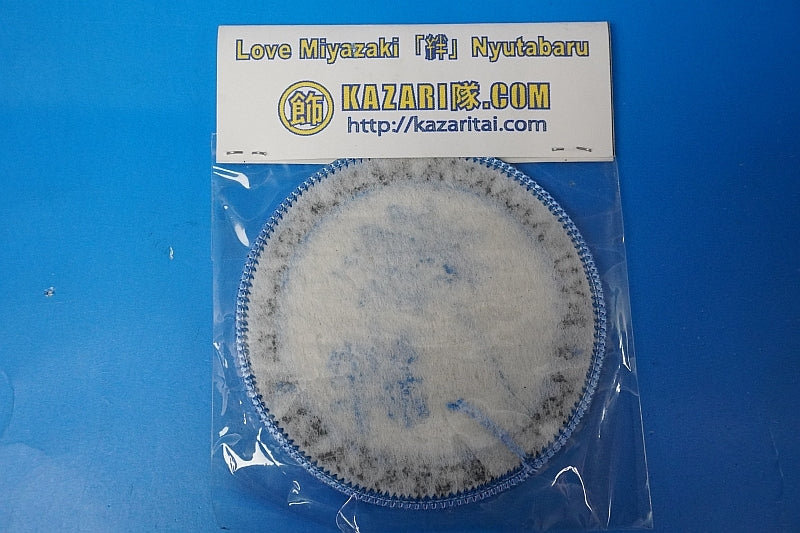 Love Miyazaki「絆」Nyutabaru
飾 KAZARI隊.COM
http://kazaritai.com